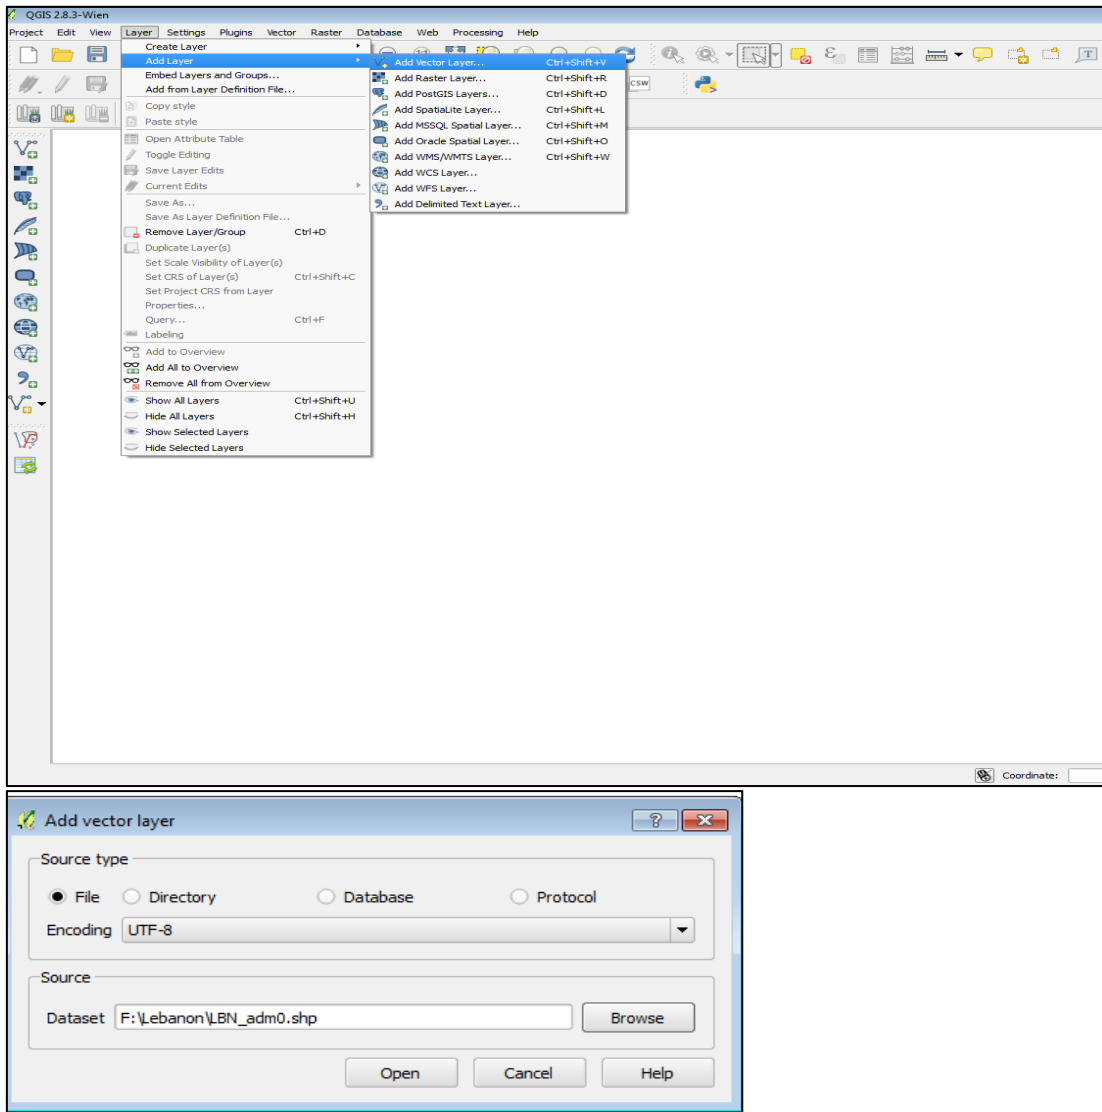 QGIS 2.8.3-Wien
Project Edit View Layer Settings Plugins Vector Raster Database Web Processing Help
Create Layer
Add Layer
Embed Layers and Groups...
Add from Layer Definition File...
Copy style
Paste style
Open Attribute Table
Toggle Editing
Save Layer Edits
Current Edits
Save As...
Save As Layer Definition File...
Remove Layer/Group Ctrl+D
Duplicate Layer(s)
Set Scale Visibility of Layer(s)
Set CRS of Layer(s) Ctrl+Shift+C
Set Project CRS from Layer
Properties...
Query... Ctrl+F
Labeling
Add to Overview
Add All to Overview
Remove All from Overview
Show All Layers Ctrl+Shift+U
Hide All Layers Ctrl+Shift+H
Show Selected Layers
Hide Selected Layers
Add Vector Layer... Ctrl+Shift+V
Add Raster Layer... Ctrl+Shift+R
Add PostGIS Layers... Ctrl+Shift+D
Add SpatiaLite Layer... Ctrl+Shift+L
Add MSSQL Spatial Layer... Ctrl+Shift+M
Add Oracle Spatial Layer... Ctrl+Shift+O
Add WMS/WMTS Layer... Ctrl+Shift+W
Add WCS Layer...
Add WFS Layer...
Add Delimited Text Layer...
CSW
Coordinate:
Add vector layer
Source type
File Directory Database Protocol
Encoding UTF-8
Source
Dataset F:\Lebanon\LBN_adm0.shp Browse
Open Cancel Help